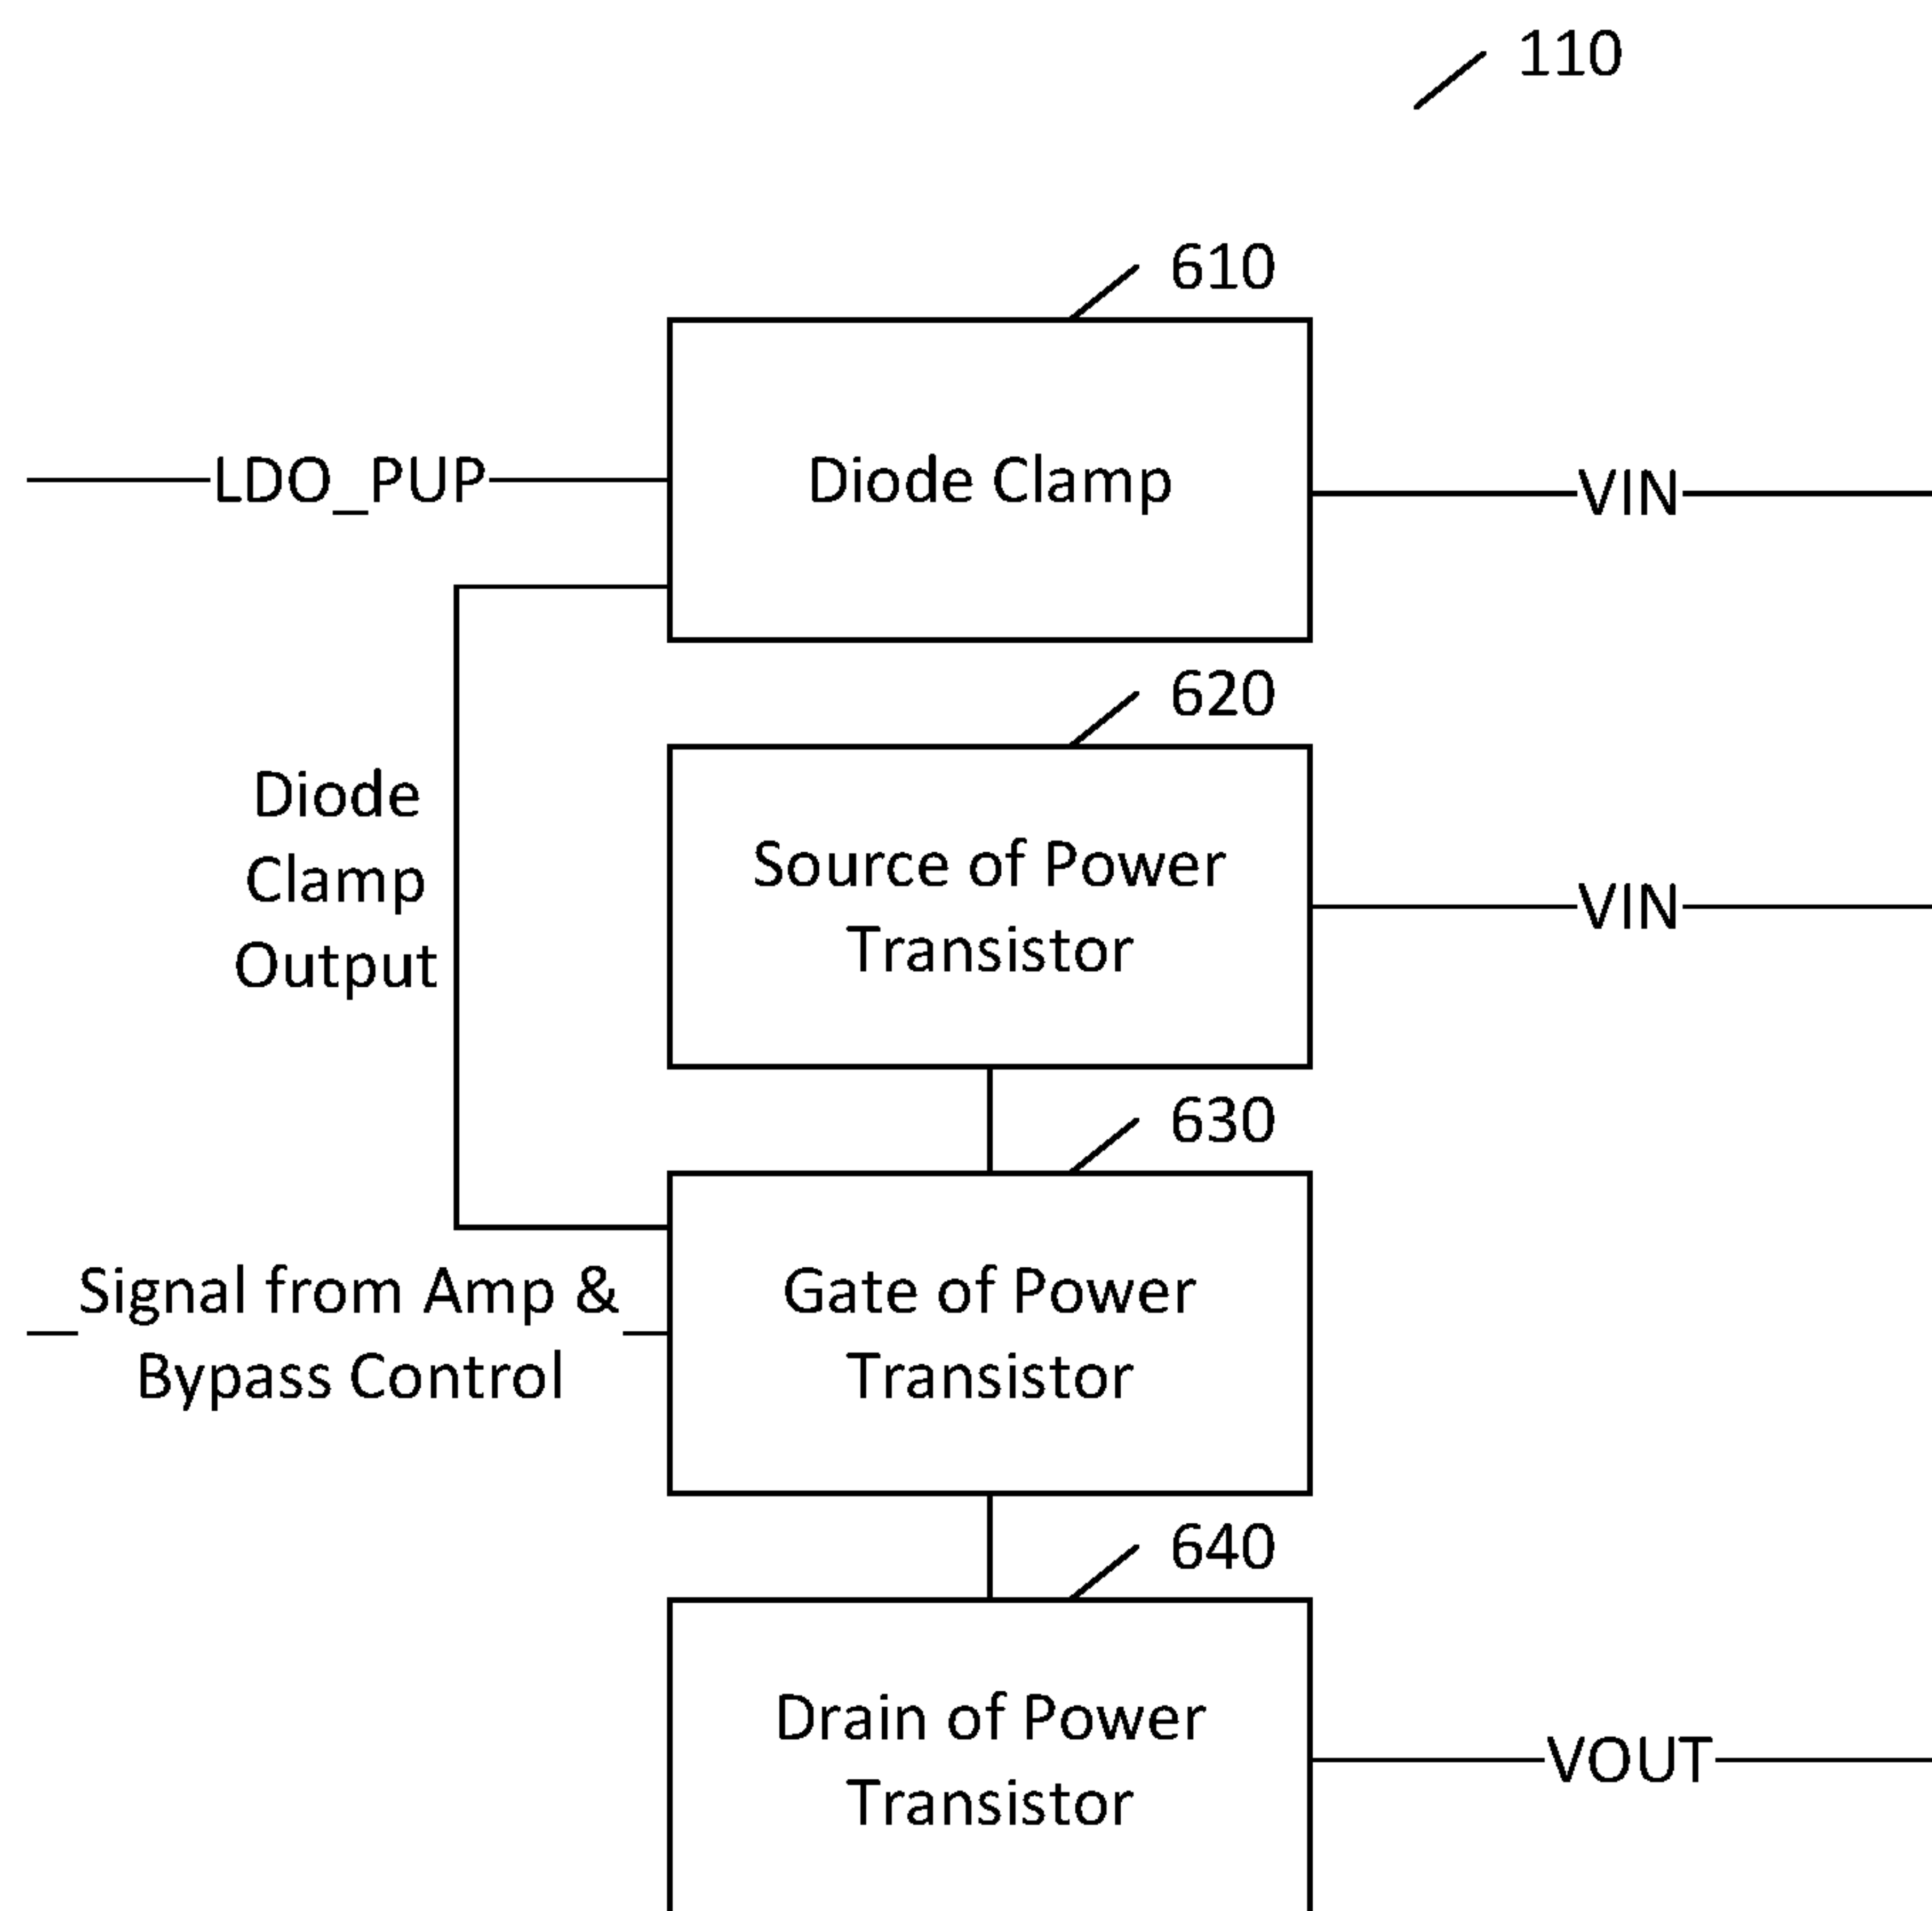 110
610
LDO_PUP
Diode Clamp
VIN
620
Diode
Clamp
Output
Source of Power
Transistor
VIN
630
Signal from Amp &
Bypass Control
Gate of Power
Transistor
640
Drain of Power
Transistor
VOUT